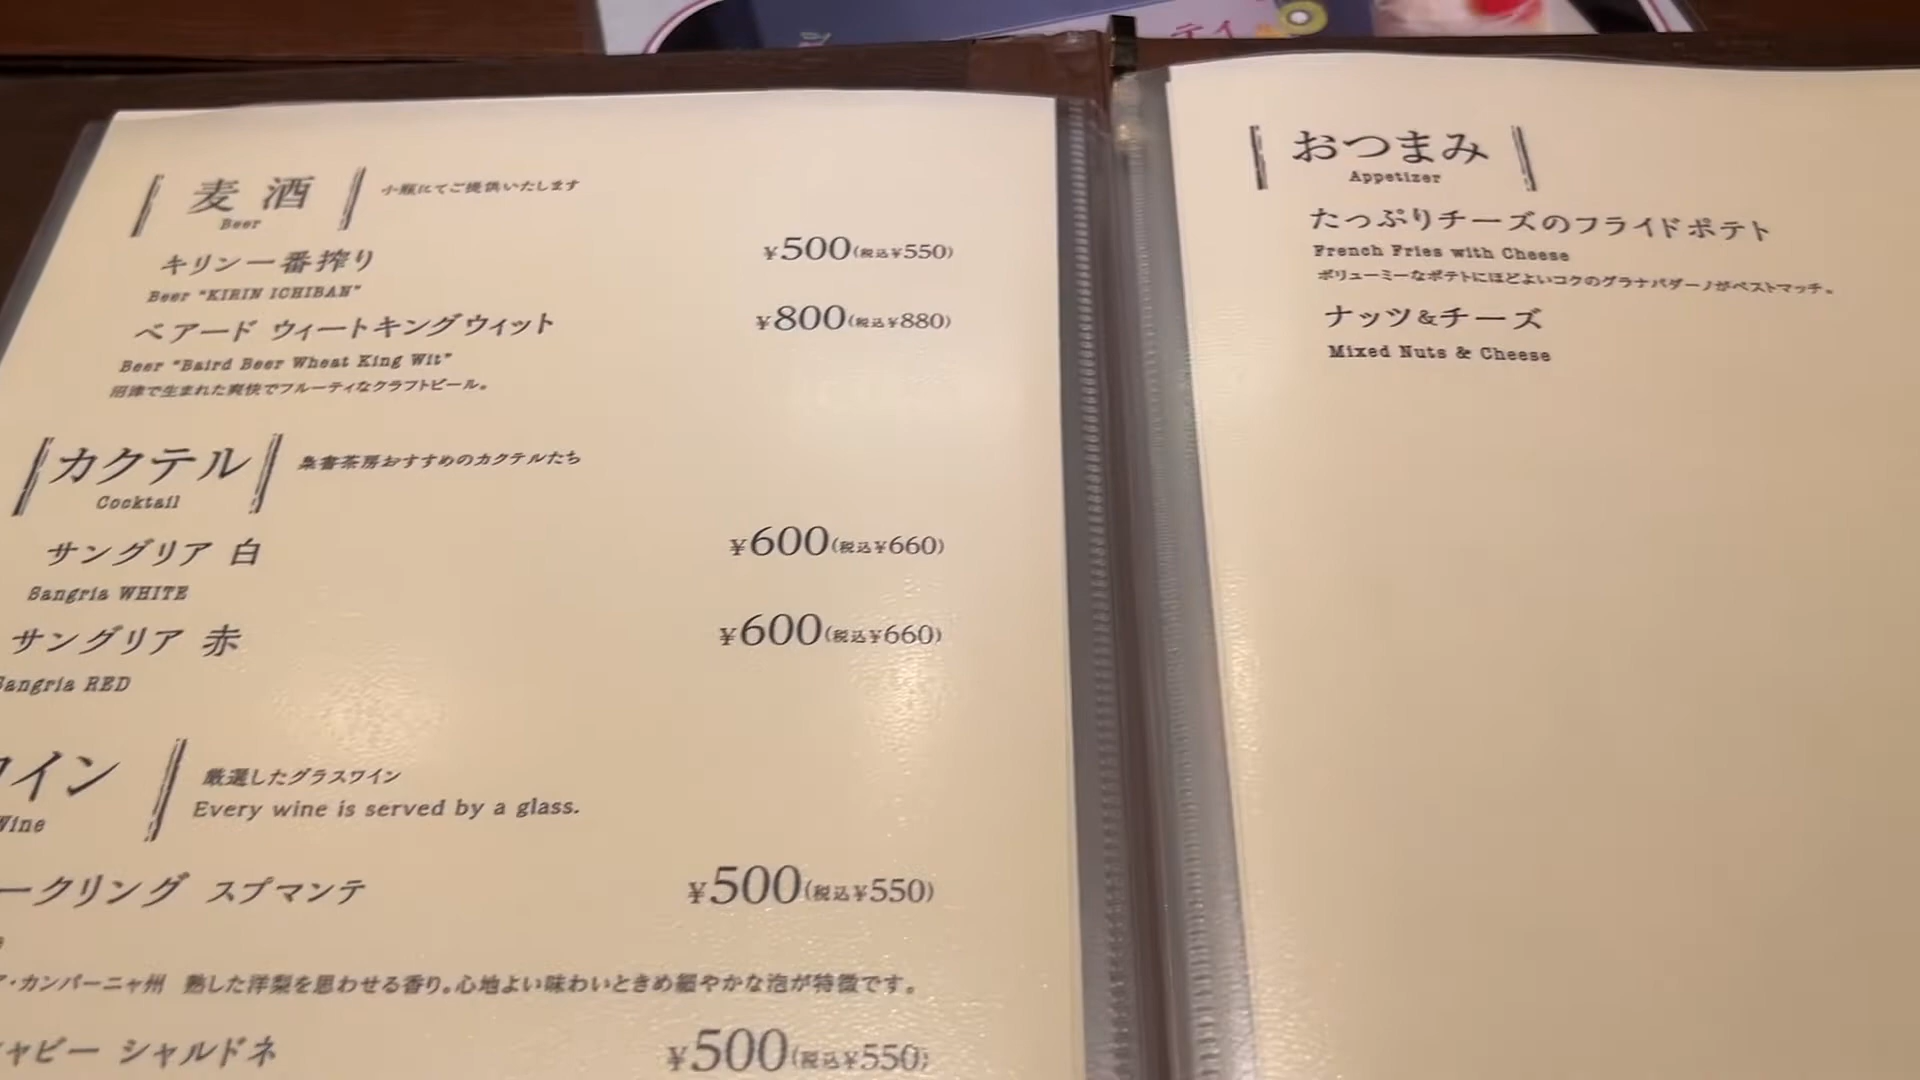 ティ
麦酒
Beer
小瓶にてご提供いたします
キリン一番搾り
¥500(税込¥550)
Beer "KIRIN ICHIBAN"
ベアード ウィートキングウィット
¥800(税込¥880)
Beer "Baird Beer Wheat King Wit"
沼津で生まれた爽快でフルーティなクラフトビール。
カクテル
Cocktail
梟書茶房おすすめのカクテルたち
サングリア 白
¥600(税込¥660)
Sangria WHITE
サングリア 赤
¥600(税込¥660)
Sangria RED
ワイン
Wine
厳選したグラスワイン
Every wine is served by a glass.
ークリング スプマンテ
¥500(税込¥550)
ア・カンパーニャ州 熟した洋梨を思わせる香り。心地よい味わいときめ細やかな泡が特徴です。
ャビー シャルドネ
¥500(税込¥550)
おつまみ
Appetizer
たっぷりチーズのフライドポテト
French Fries with Cheese
ボリューミーなポテトにほどよいコクのグラナパダーノがベストマッチ。
ナッツ&チーズ
Mixed Nuts & Cheese